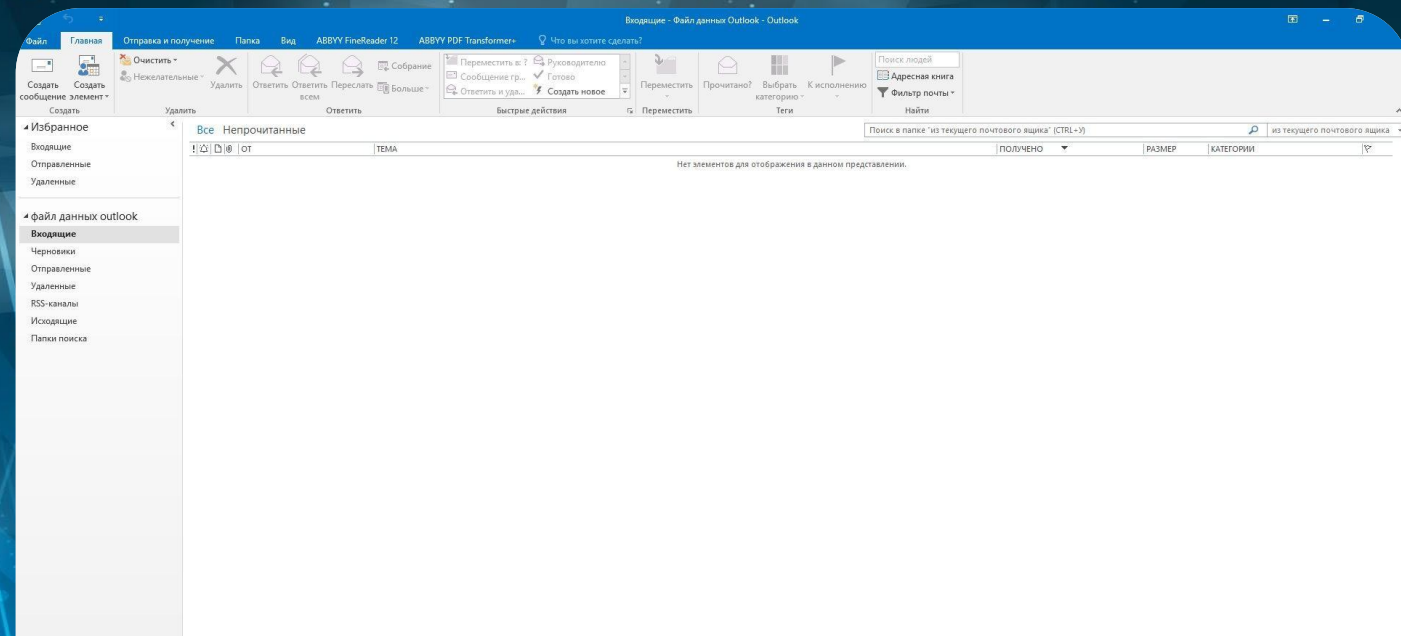 Входящие - Файл данных Outlook - Outlook
Файл Главная Отправка и получение Папка Вид ABBYY FineReader 12 ABBYY PDF Transformer+ Что вы хотите сделать?
Создать сообщение
Создать элемент
Создать
Очистить
Нежелательные
Удалить
Удалить
Ответить
Ответить всем
Переслать
Собрание
Больше
Ответить
Переместить в: ?
Сообщение гр...
Ответить и уда...
Руководителю
Готово
Создать новое
Быстрые действия
Переместить
Переместить
Прочитано?
Выбрать категорию
К исполнению
Теги
Поиск людей
Адресная книга
Фильтр почты
Найти
Избранное
Входящие
Отправленные
Удаленные
файл данных outlook
Входящие
Черновики
Отправленные
Удаленные
RSS-каналы
Исходящие
Папки поиска
Все Непрочитанные
Поиск в папке "из текущего почтового ящика" (CTRL+У)
из текущего почтового ящика
ОТ ТЕМА ПОЛУЧЕНО РАЗМЕР КАТЕГОРИИ
Нет элементов для отображения в данном представлении.